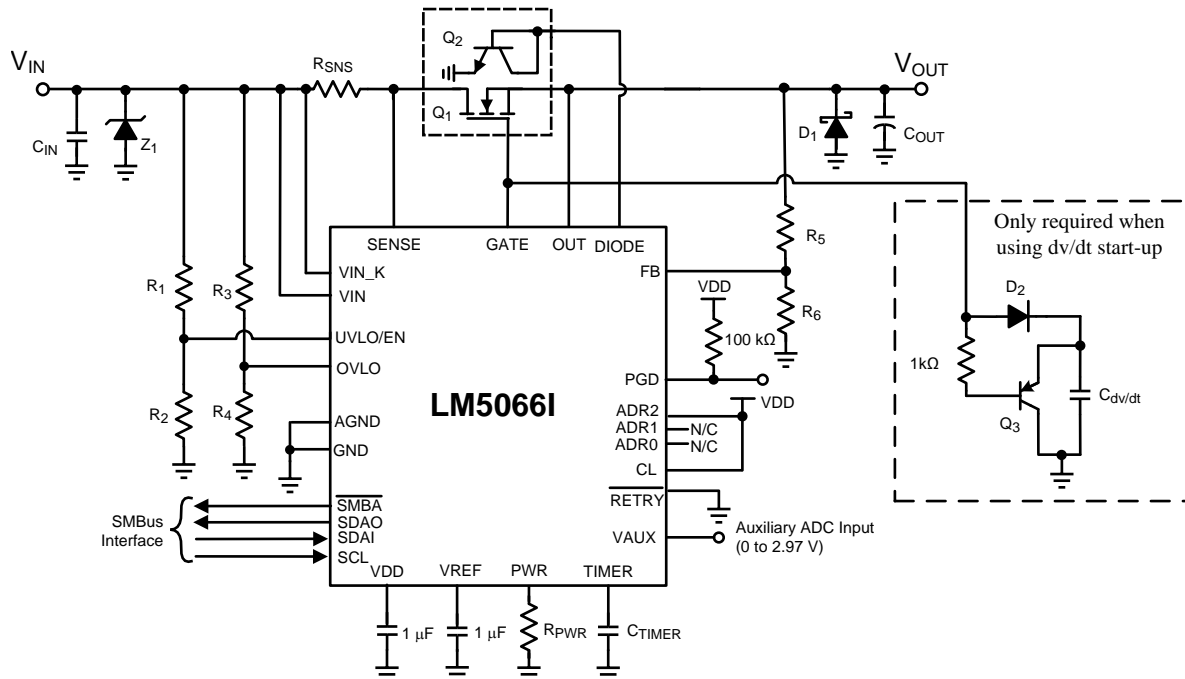 Q2
VIN
RSNS
VOUT
Q1
CIN
Z1
D1
COUT
SENSE
GATE
OUT
DIODE
Only required when
using dv/dt start-up
VIN_K
VIN
FB
R5
R1
R3
VDD
R6
D2
UVLO/EN
100 kΩ
1kΩ
OVLO
PGD
LM5066I
VDD
Cdv/dt
R2
R4
ADR2
ADR1
N/C
ADR0
N/C
Q3
AGND
GND
CL
RETRY
SMBus
Interface
SMBA
SDAO
SDAI
SCL
VAUX
Auxiliary ADC Input
(0 to 2.97 V)
VDD
VREF
PWR
TIMER
1 μF
1 μF
RPWR
CTIMER